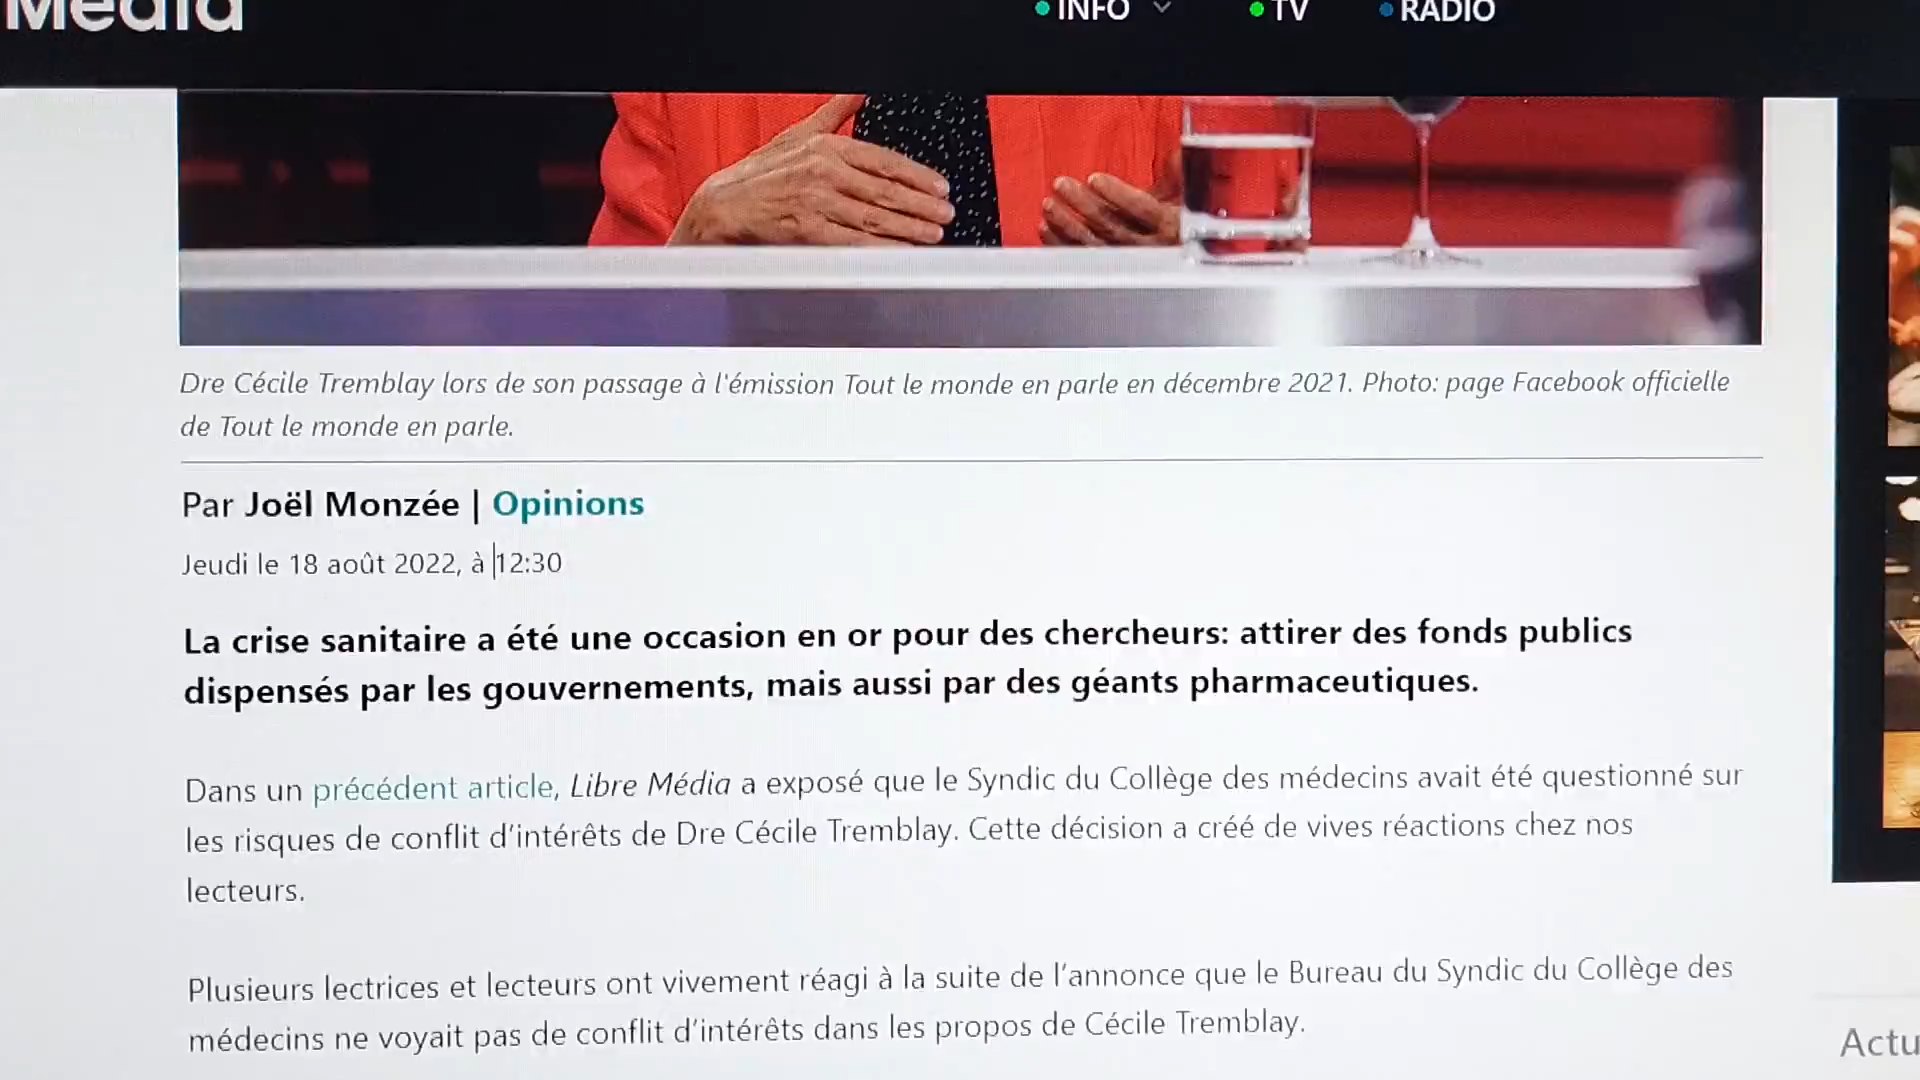 Média
INFO
TV
RADIO
Dre Cécile Tremblay lors de son passage à l'émission Tout le monde en parle en décembre 2021. Photo: page Facebook officielle
de Tout le monde en parle.
Par Joël Monzée | Opinions
Jeudi le 18 août 2022, à 12:30
La crise sanitaire a été une occasion en or pour des chercheurs: attirer des fonds publics
dispensés par les gouvernements, mais aussi par des géants pharmaceutiques.
Dans un précédent article, Libre Média a exposé que le Syndic du Collège des médecins avait été questionné sur
les risques de conflit d’intérêts de Dre Cécile Tremblay. Cette décision a créé de vives réactions chez nos
lecteurs.
Plusieurs lectrices et lecteurs ont vivement réagi à la suite de l’annonce que le Bureau du Syndic du Collège des
médecins ne voyait pas de conflit d’intérêts dans les propos de Cécile Tremblay.
Actu